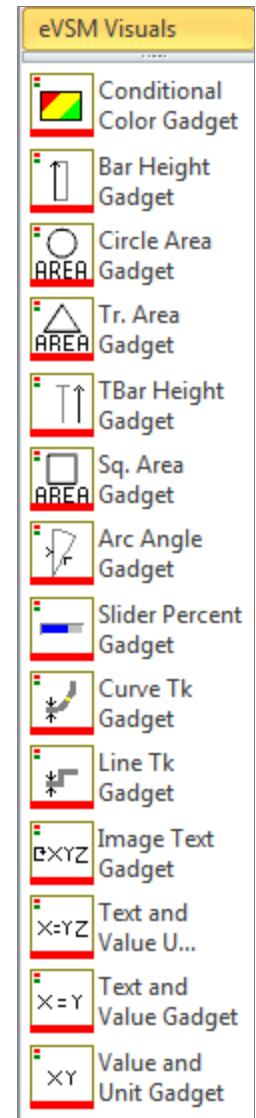 eVSM Visuals
Conditional
Color Gadget
Bar Height
Gadget
Circle Area
AREA Gadget
Tr. Area
AREA Gadget
TBar Height
Gadget
Sq. Area
AREA Gadget
Arc Angle
r Gadget
Slider Percent
Gadget
Curve Tk
Gadget
Line Tk
Gadget
Image Text
XYZ Gadget
Text and
X=YZ Value U...
Text and
X=Y Value Gadget
Value and
XY Unit Gadget